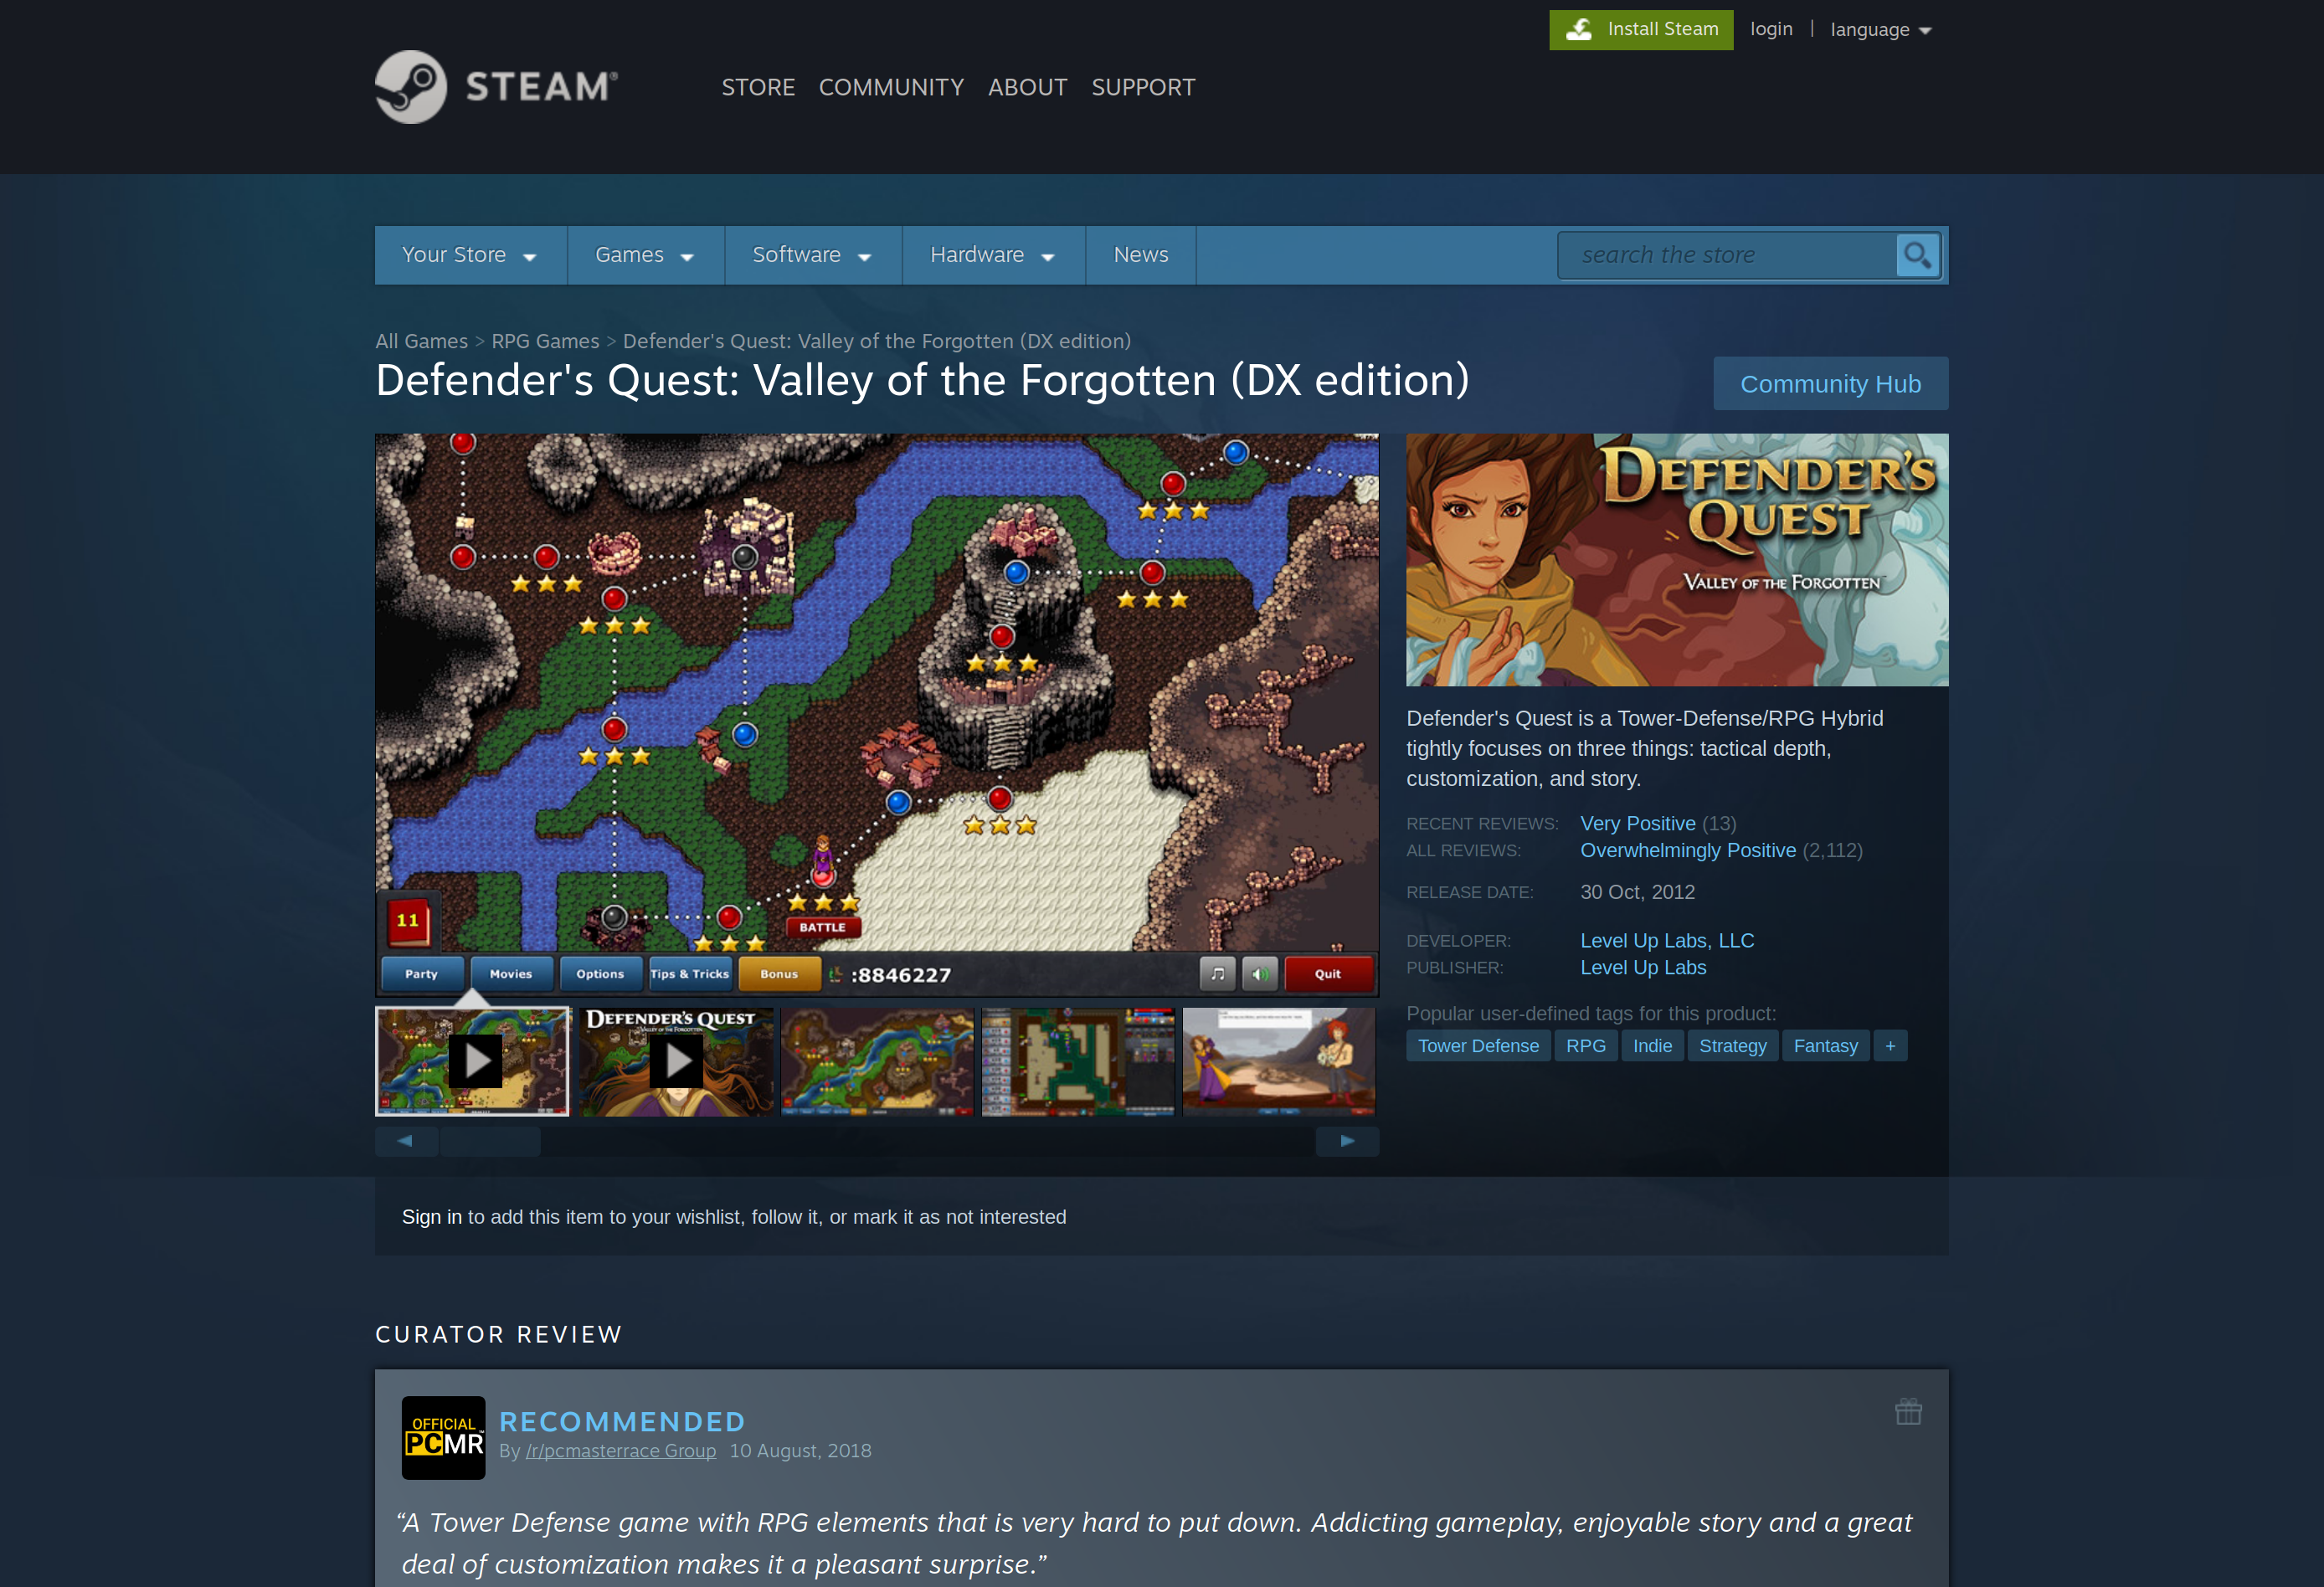 Install Steam
login | language
STEAM®
STORE COMMUNITY ABOUT SUPPORT
Your Store Games Software Hardware News
search the store
All Games > RPG Games > Defender's Quest: Valley of the Forgotten (DX edition)
Defender's Quest: Valley of the Forgotten (DX edition)
Community Hub
11
BATTLE
Party Movies Options Tips & Tricks Bonus :8846227 Quit
DEFENDER'S QUEST
VALLEY OF THE FORGOTTEN
DEFENDER'S
QUEST
VALLEY OF THE FORGOTTEN
Defender's Quest is a Tower-Defense/RPG Hybrid
tightly focuses on three things: tactical depth,
customization, and story.
RECENT REVIEWS: Very Positive (13)
ALL REVIEWS: Overwhelmingly Positive (2,112)
RELEASE DATE: 30 Oct, 2012
DEVELOPER: Level Up Labs, LLC
PUBLISHER: Level Up Labs
Popular user-defined tags for this product:
Tower Defense RPG Indie Strategy Fantasy +
Sign in to add this item to your wishlist, follow it, or mark it as not interested
CURATOR REVIEW
OFFICIAL
PCMR™
RECOMMENDED
By /r/pcmasterrace Group 10 August, 2018
“A Tower Defense game with RPG elements that is very hard to put down. Addicting gameplay, enjoyable story and a great
deal of customization makes it a pleasant surprise.”